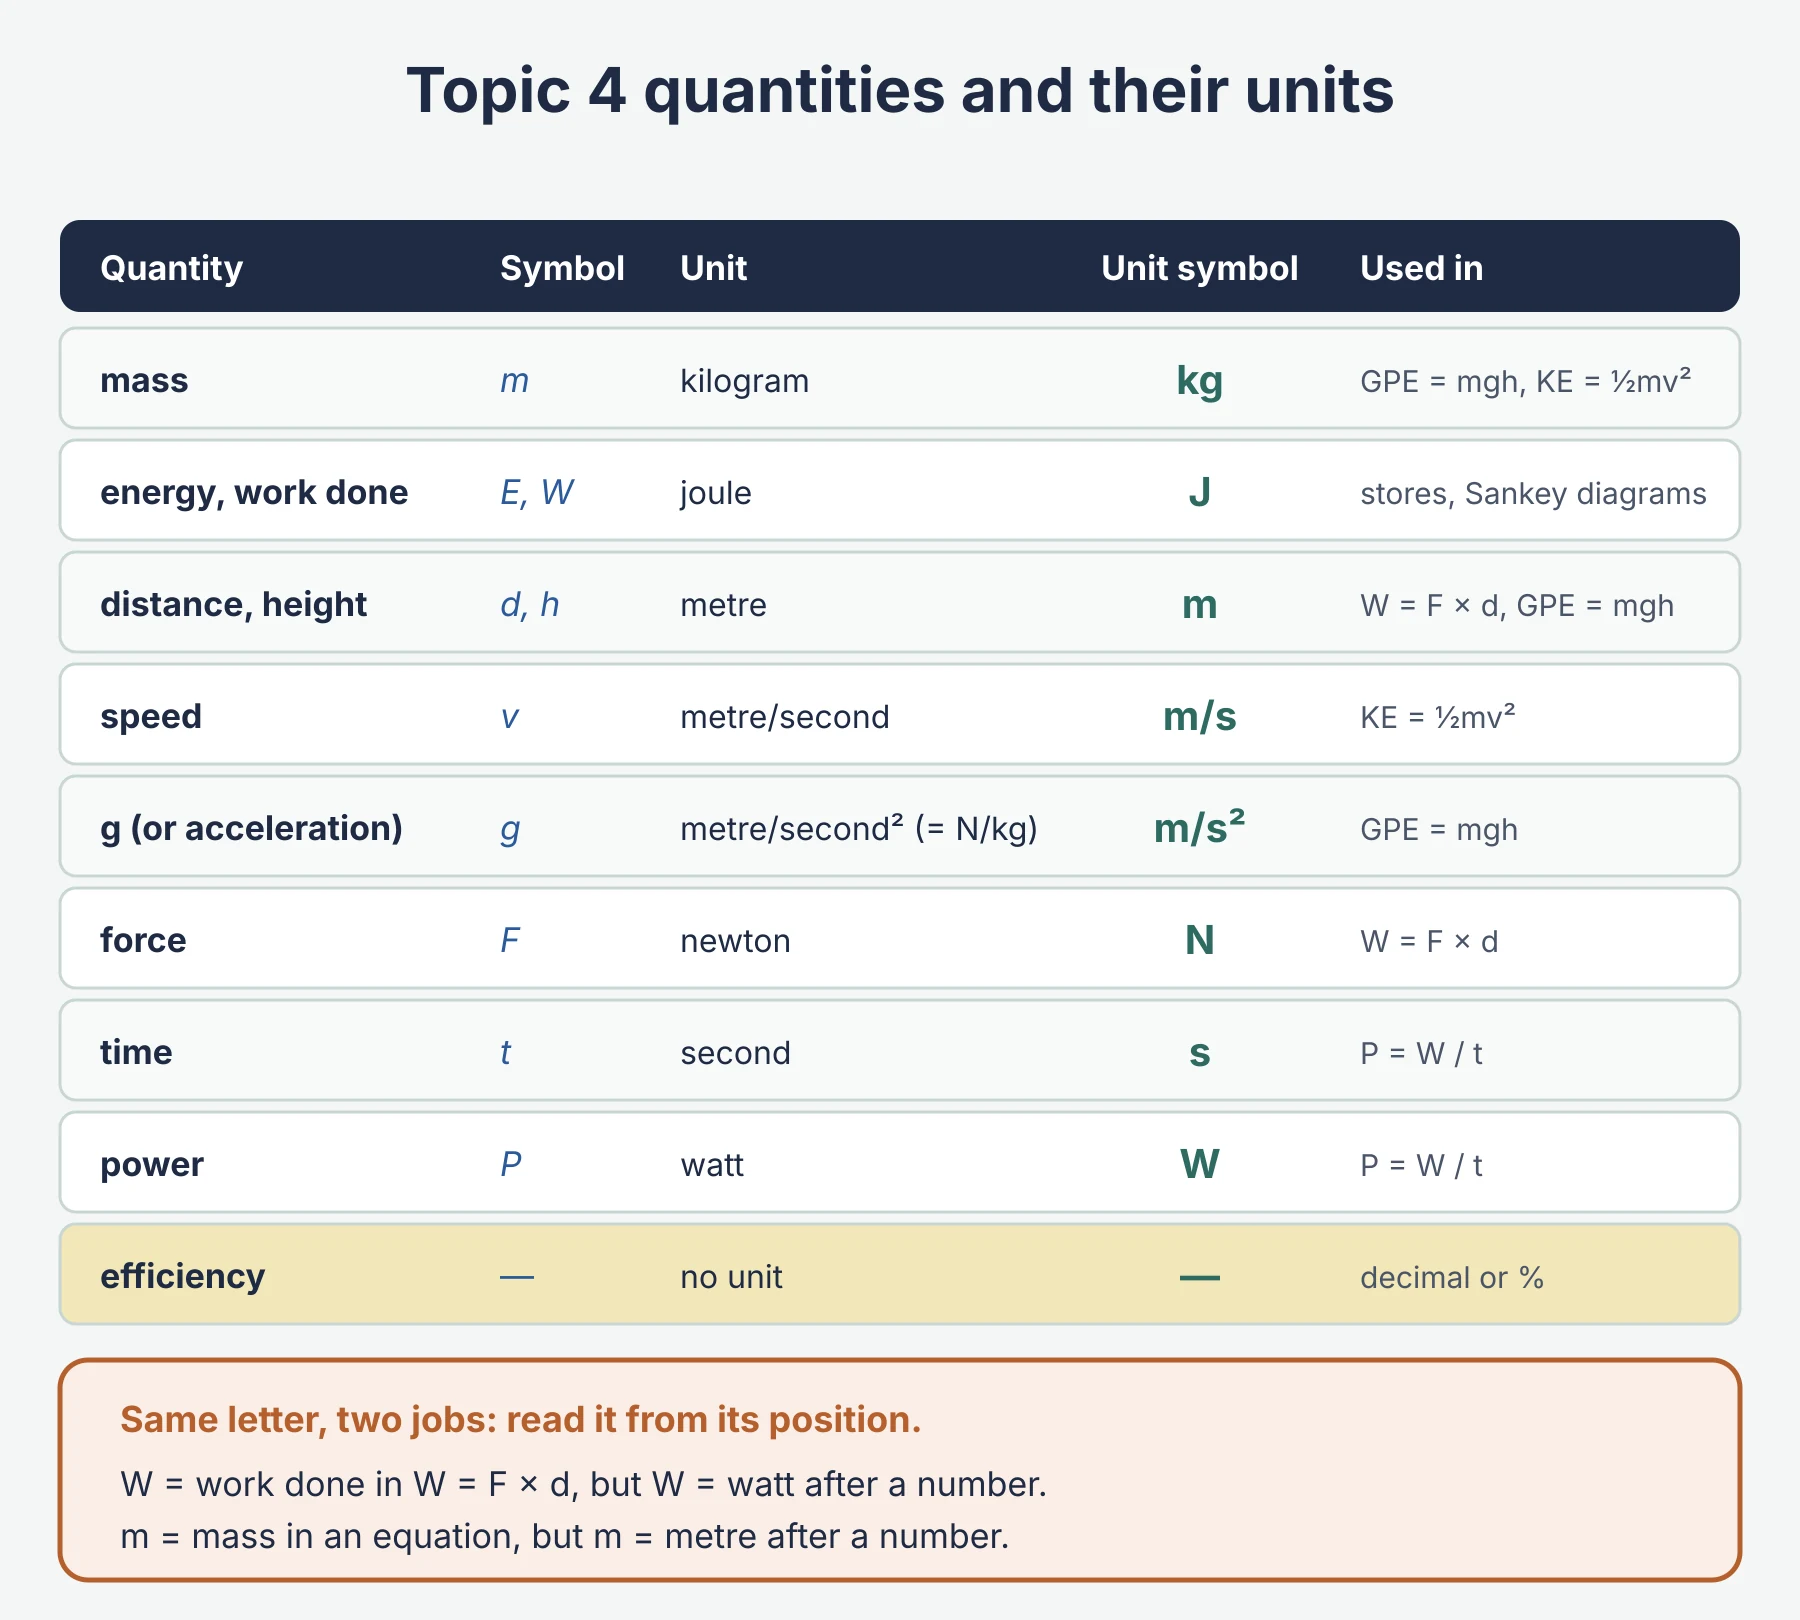 Topic 4 quantities and their units
Quantity Symbol Unit Unit symbol Used in
mass m kilogram kg GPE = mgh, KE = ½mv²
energy, work done E, W joule J stores, Sankey diagrams
distance, height d, h metre m W = F × d, GPE = mgh
speed v metre/second m/s KE = ½mv²
g (or acceleration) g metre/second² (= N/kg) m/s² GPE = mgh
force F newton N W = F × d
time t second s P = W / t
power P watt W P = W / t
efficiency — no unit — decimal or %
Same letter, two jobs: read it from its position.
W = work done in W = F × d, but W = watt after a number.
m = mass in an equation, but m = metre after a number.